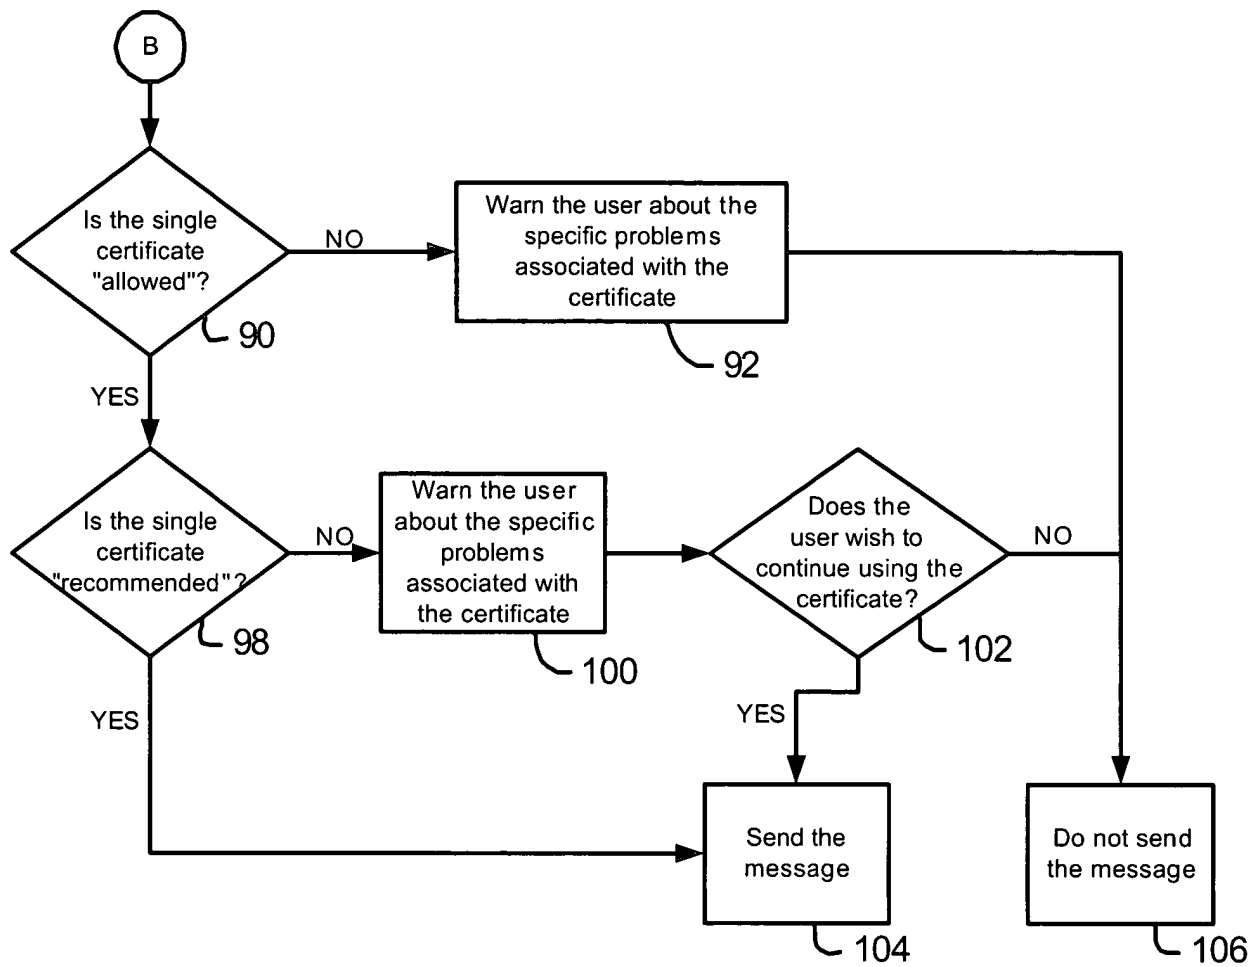 B
Is the single
certificate
"allowed"?
NO
90
Warn the user about the
specific problems
associated with the
certificate
92
YES
Is the single
certificate
"recommended"?
NO
98
Warn the user
about the specific
problems
associated with
the certificate
100
Does the
user wish to
continue using the
certificate?
NO
102
YES
YES
Send the
message
104
Do not send
the message
106